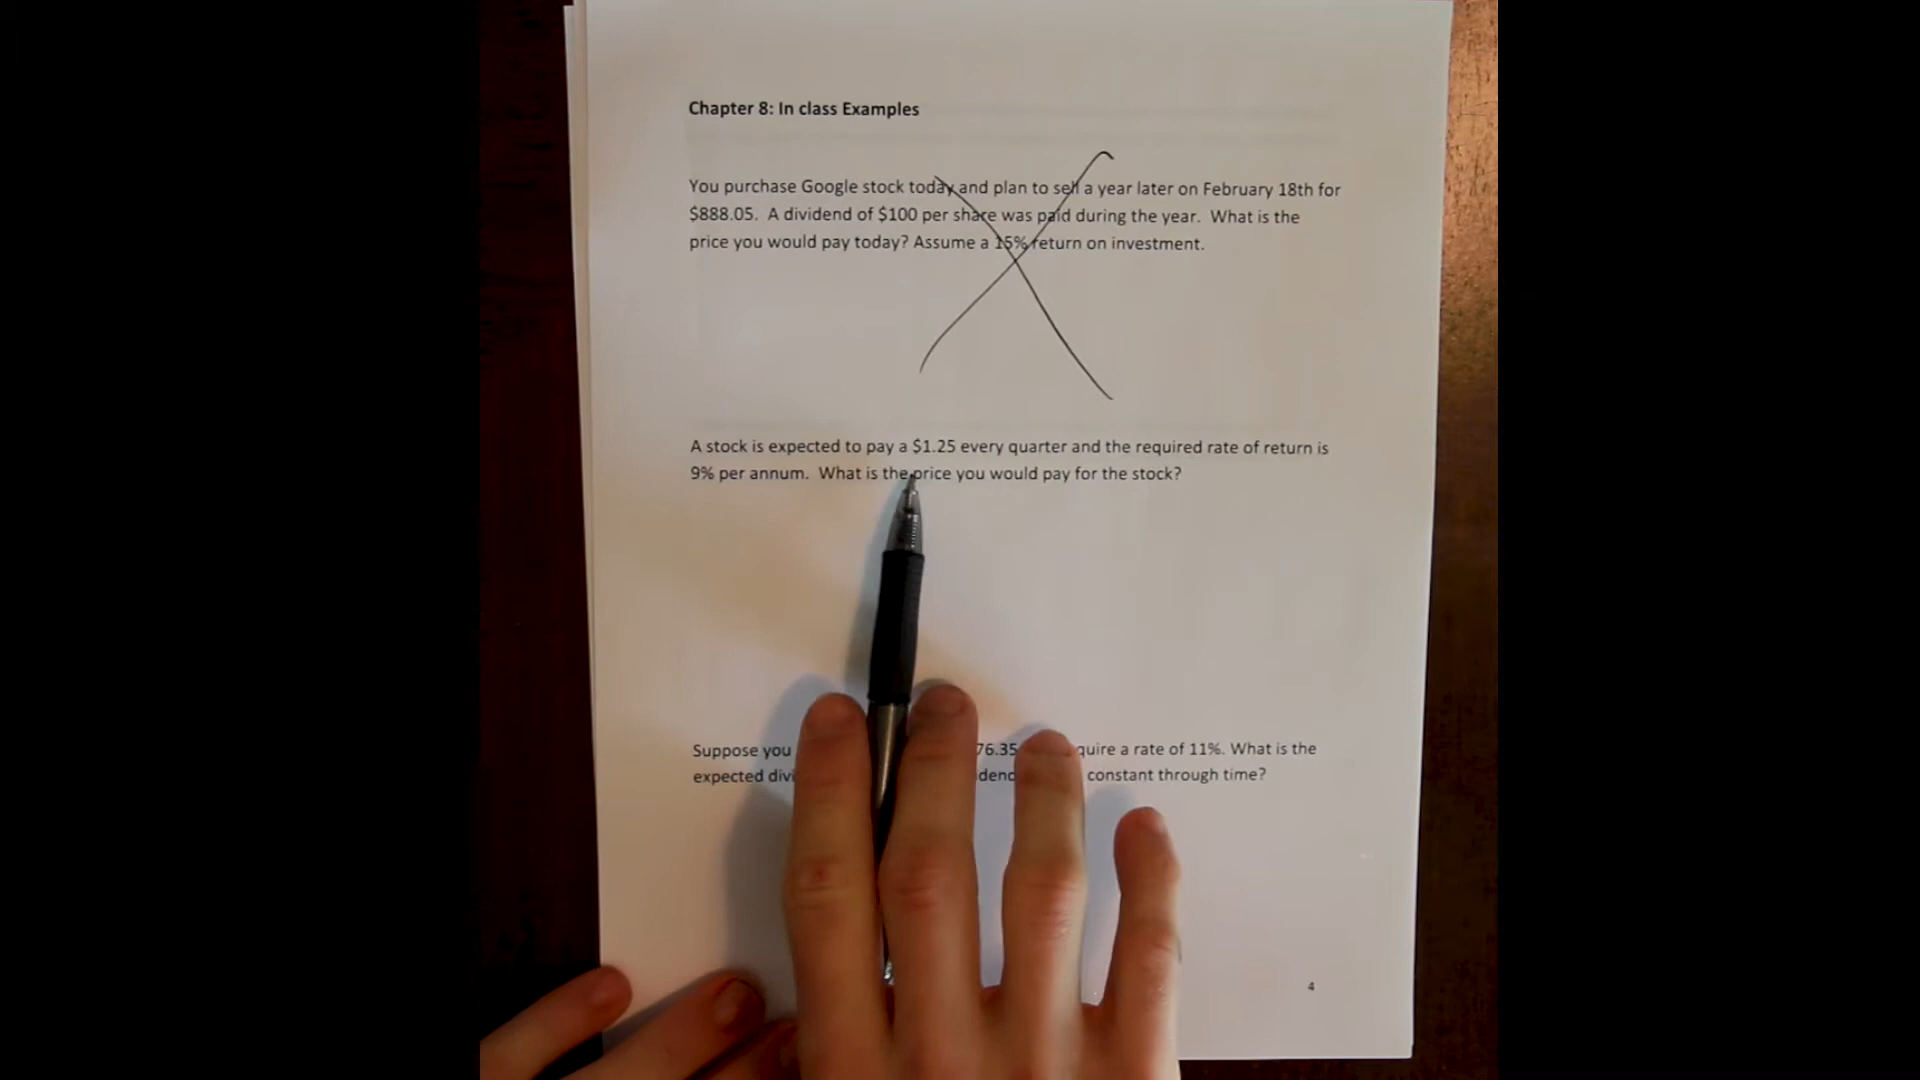 Chapter 8: In class Examples
You purchase Google stock today and plan to sell a year later on February 18th for
$888.05. A dividend of $100 per share was paid during the year. What is the
price you would pay today? Assume a 15% return on investment.
A stock is expected to pay a $1.25 every quarter and the required rate of return is
9% per annum. What is the price you would pay for the stock?
Suppose you 76.35 quire a rate of 11%. What is the
expected constant through time?
4